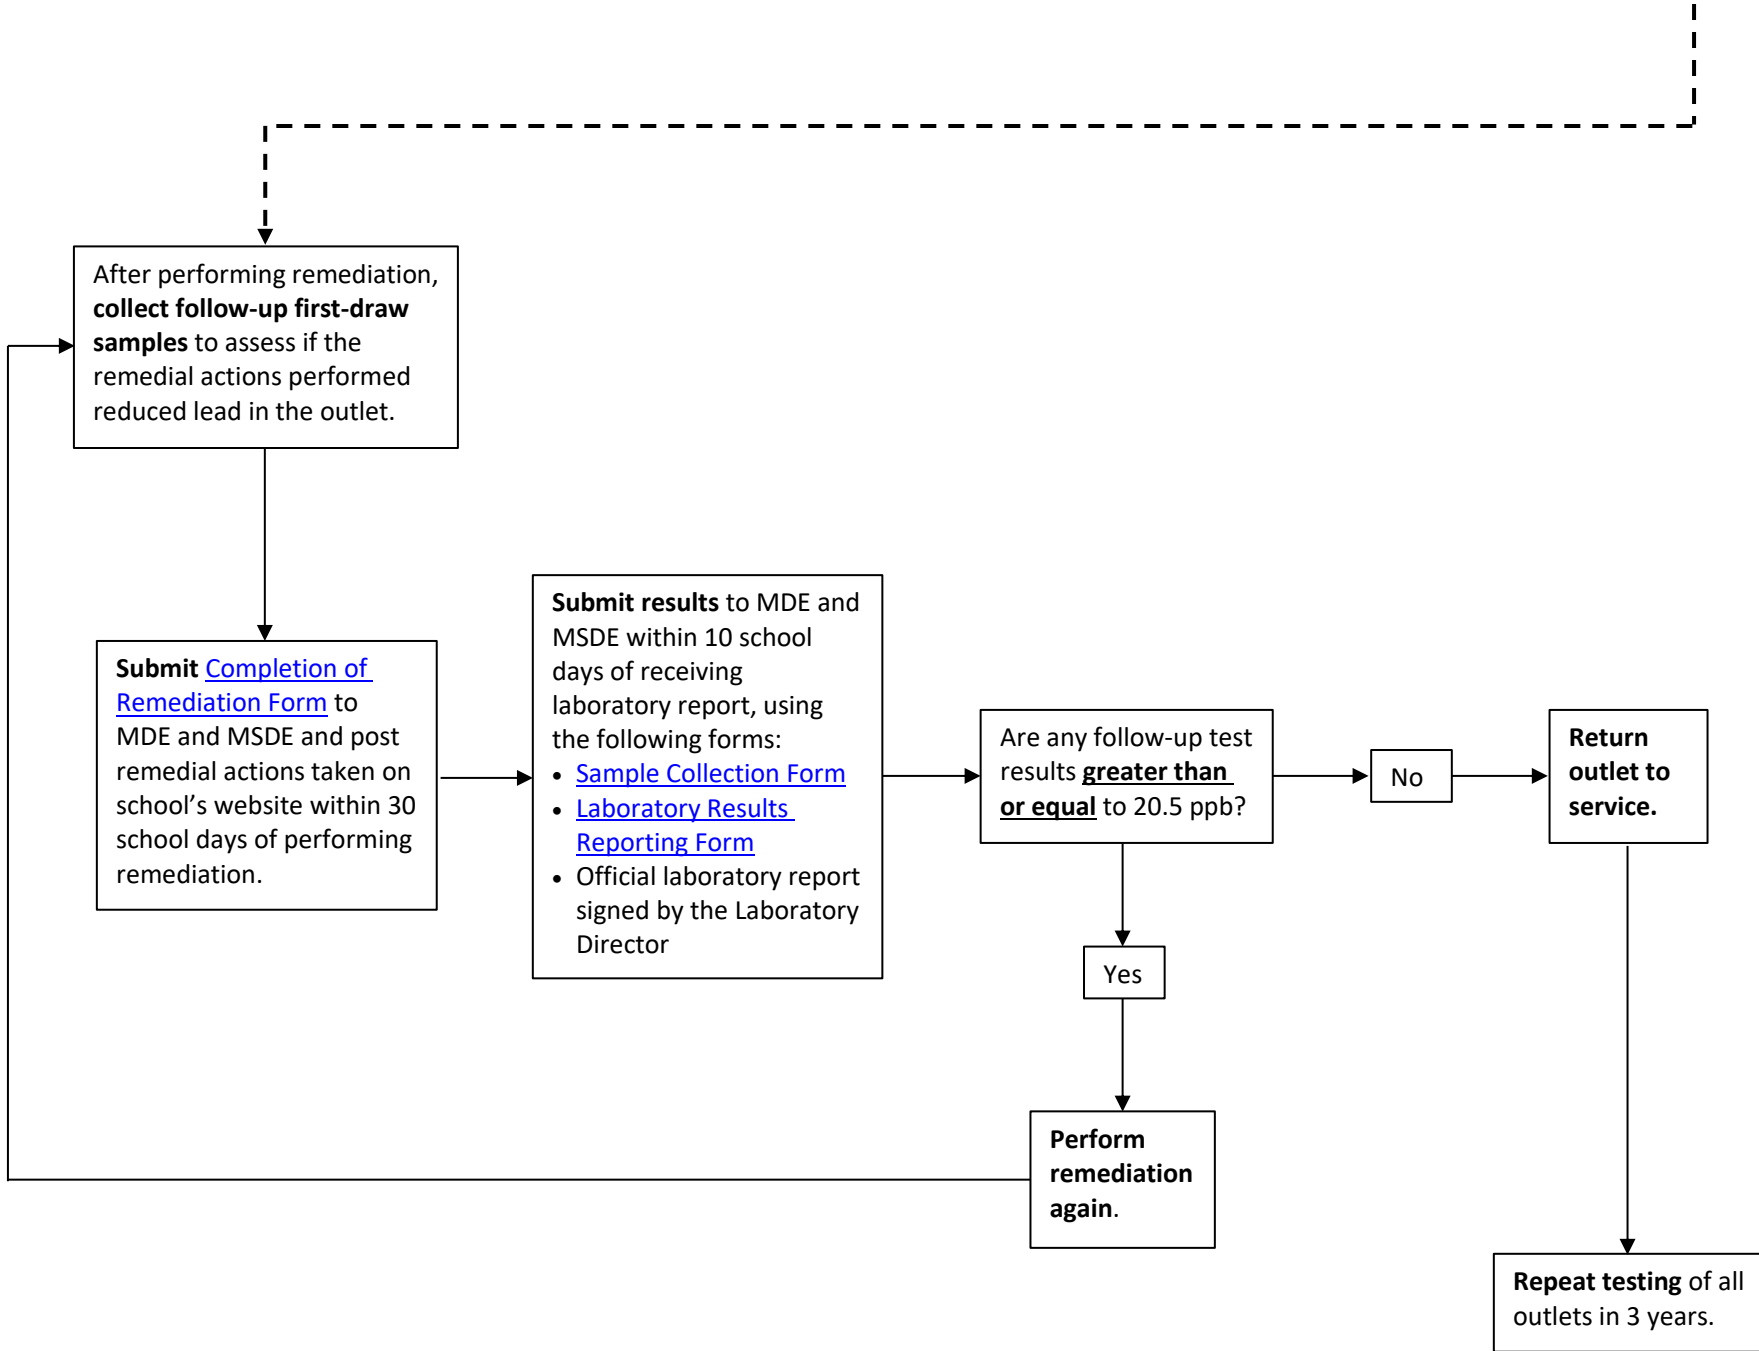 After performing remediation,
collect follow-up first-draw
samples to assess if the
remedial actions performed
reduced lead in the outlet.
Submit Completion of
Remediation Form to
MDE and MSDE and post
remedial actions taken on
school’s website within 30
school days of performing
remediation.
Submit results to MDE and
MSDE within 10 school
days of receiving
laboratory report, using
the following forms:
• Sample Collection Form
• Laboratory Results
Reporting Form
• Official laboratory report
signed by the Laboratory
Director
Are any follow-up test
results greater than
or equal to 20.5 ppb?
No
Return
outlet to
service.
Yes
Perform
remediation
again.
Repeat testing of all
outlets in 3 years.